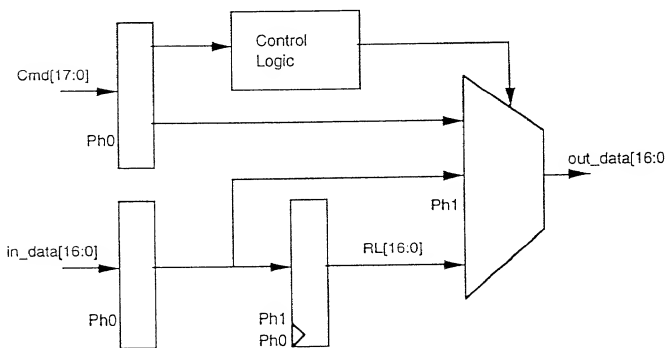 Control
Logic
Cmd[17:0]
Ph0
out_data[16:0
Ph1
in_data[16:0]
RL[16:0]
Ph1
Ph0
Ph0